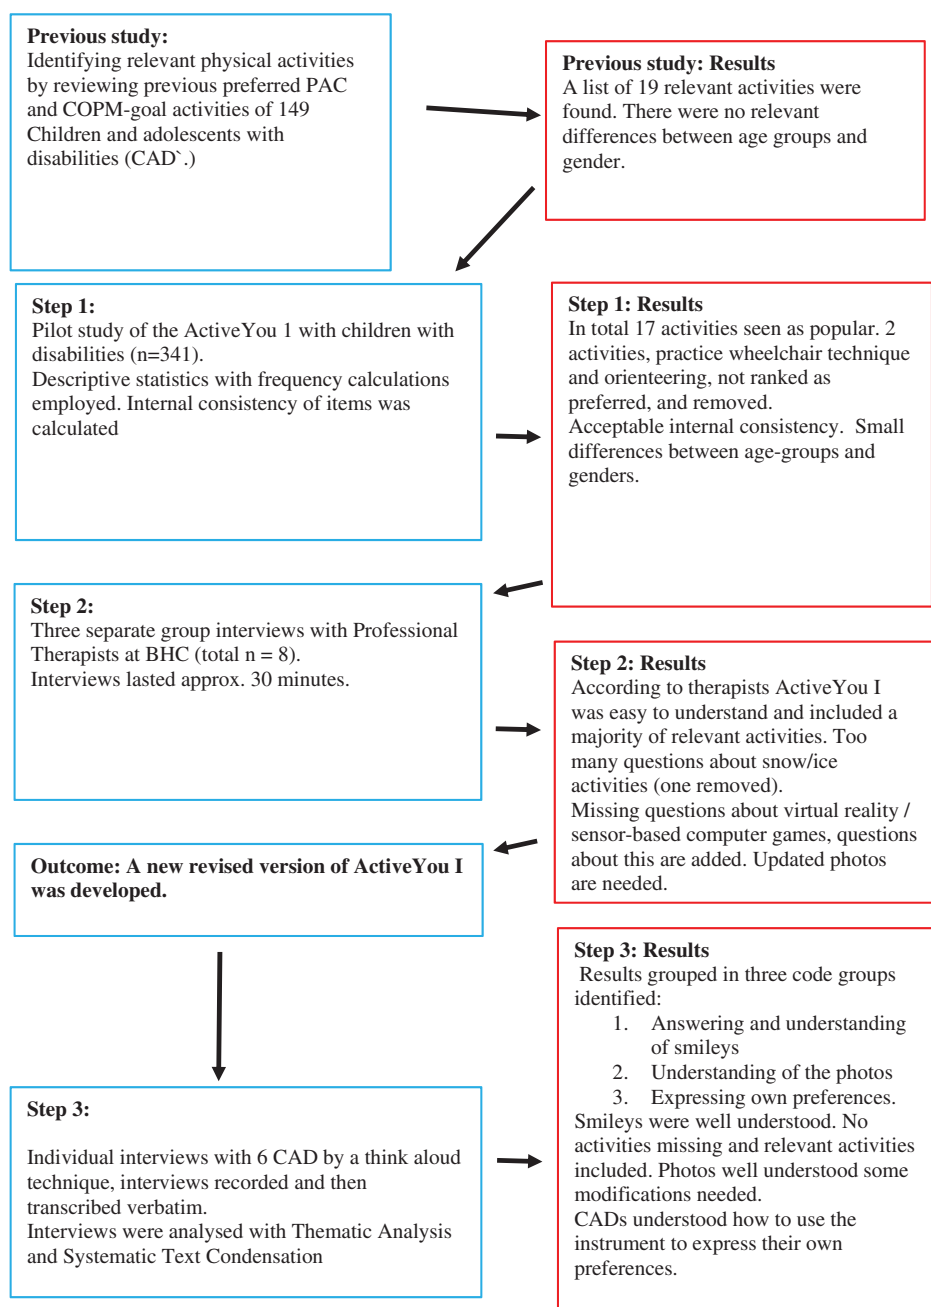 Previous study:
Identifying relevant physical activities
by reviewing previous preferred PAC
and COPM-goal activities of 149
Children and adolescents with
disabilities (CAD`.)
Previous study: Results
A list of 19 relevant activities were
found. There were no relevant
differences between age groups and
gender.
Step 1:
Pilot study of the ActiveYou 1 with children with
disabilities (n=341).
Descriptive statistics with frequency calculations
employed. Internal consistency of items was
calculated
Step 1: Results
In total 17 activities seen as popular. 2
activities, practice wheelchair technique
and orienteering, not ranked as
preferred, and removed.
Acceptable internal consistency. Small
differences between age-groups and
genders.
Step 2:
Three separate group interviews with Professional
Therapists at BHC (total n = 8).
Interviews lasted approx. 30 minutes.
Step 2: Results
According to therapists ActiveYou I
was easy to understand and included a
majority of relevant activities. Too
many questions about snow/ice
activities (one removed).
Missing questions about virtual reality /
sensor-based computer games, questions
about this are added. Updated photos
are needed.
Outcome: A new revised version of ActiveYou I
was developed.
Step 3:
Individual interviews with 6 CAD by a think aloud
technique, interviews recorded and then
transcribed verbatim.
Interviews were analysed with Thematic Analysis
and Systematic Text Condensation
Step 3: Results
Results grouped in three code groups
identified:
1. Answering and understanding
of smileys
2. Understanding of the photos
3. Expressing own preferences.
Smileys were well understood. No
activities missing and relevant activities
included. Photos well understood some
modifications needed.
CADs understood how to use the
instrument to express their own
preferences.